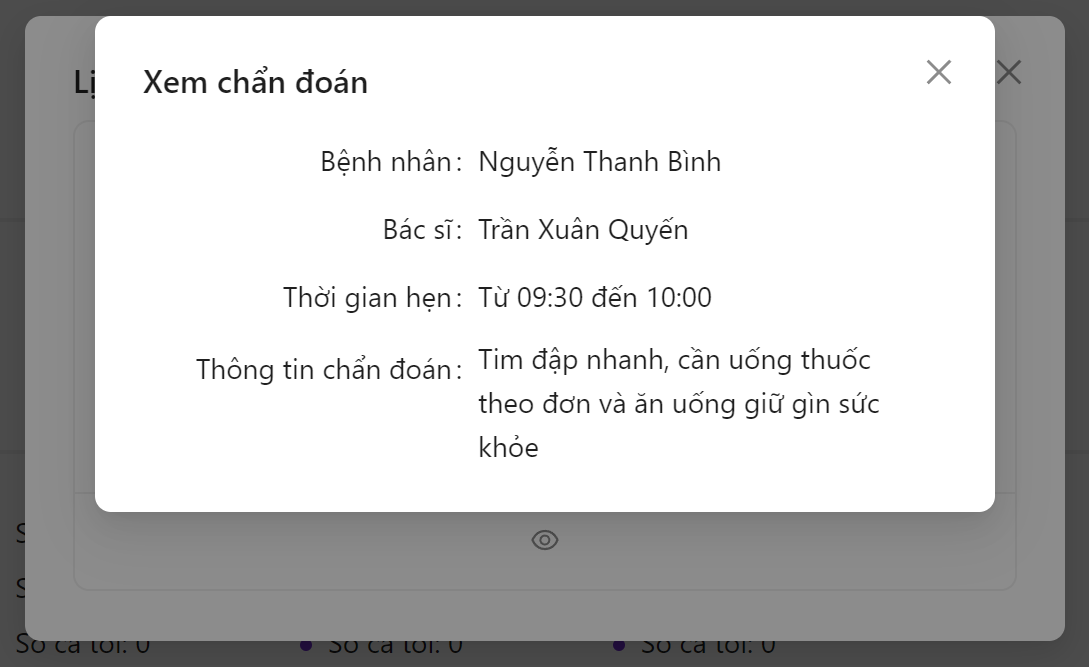 Xem chẩn đoán
Bệnh nhân: Nguyễn Thanh Bình
Bác sĩ: Trần Xuân Quyến
Thời gian hẹn: Từ 09:30 đến 10:00
Thông tin chẩn đoán: Tim đập nhanh, cần uống thuốc
theo đơn và ăn uống giữ gìn sức
khỏe
Số ca tối: 0
Số ca tối: 0
Số ca tối: 0